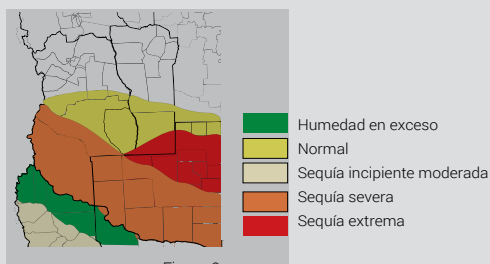 Humedad en exceso
Normal
Sequía incipiente moderada
Sequía severa
Sequía extrema